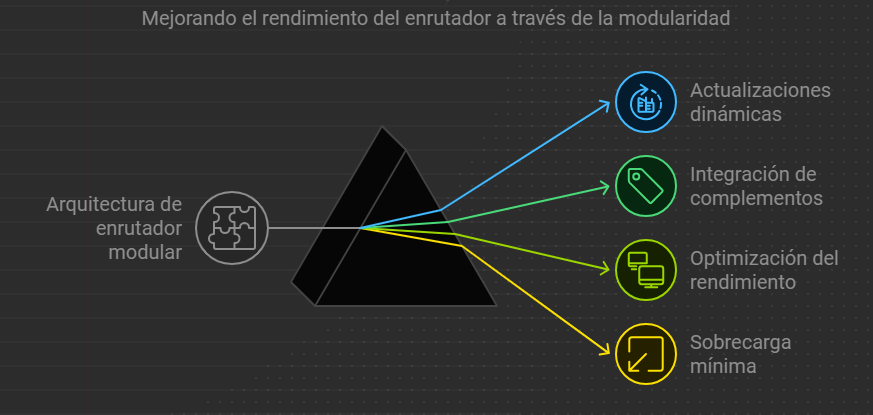 Mejorando el rendimiento del enrutador a través de la modularidad
Arquitectura de
enrutador
modular
Actualizaciones
dinámicas
Integración de
complementos
Optimización del
rendimiento
Sobrecarga
mínima